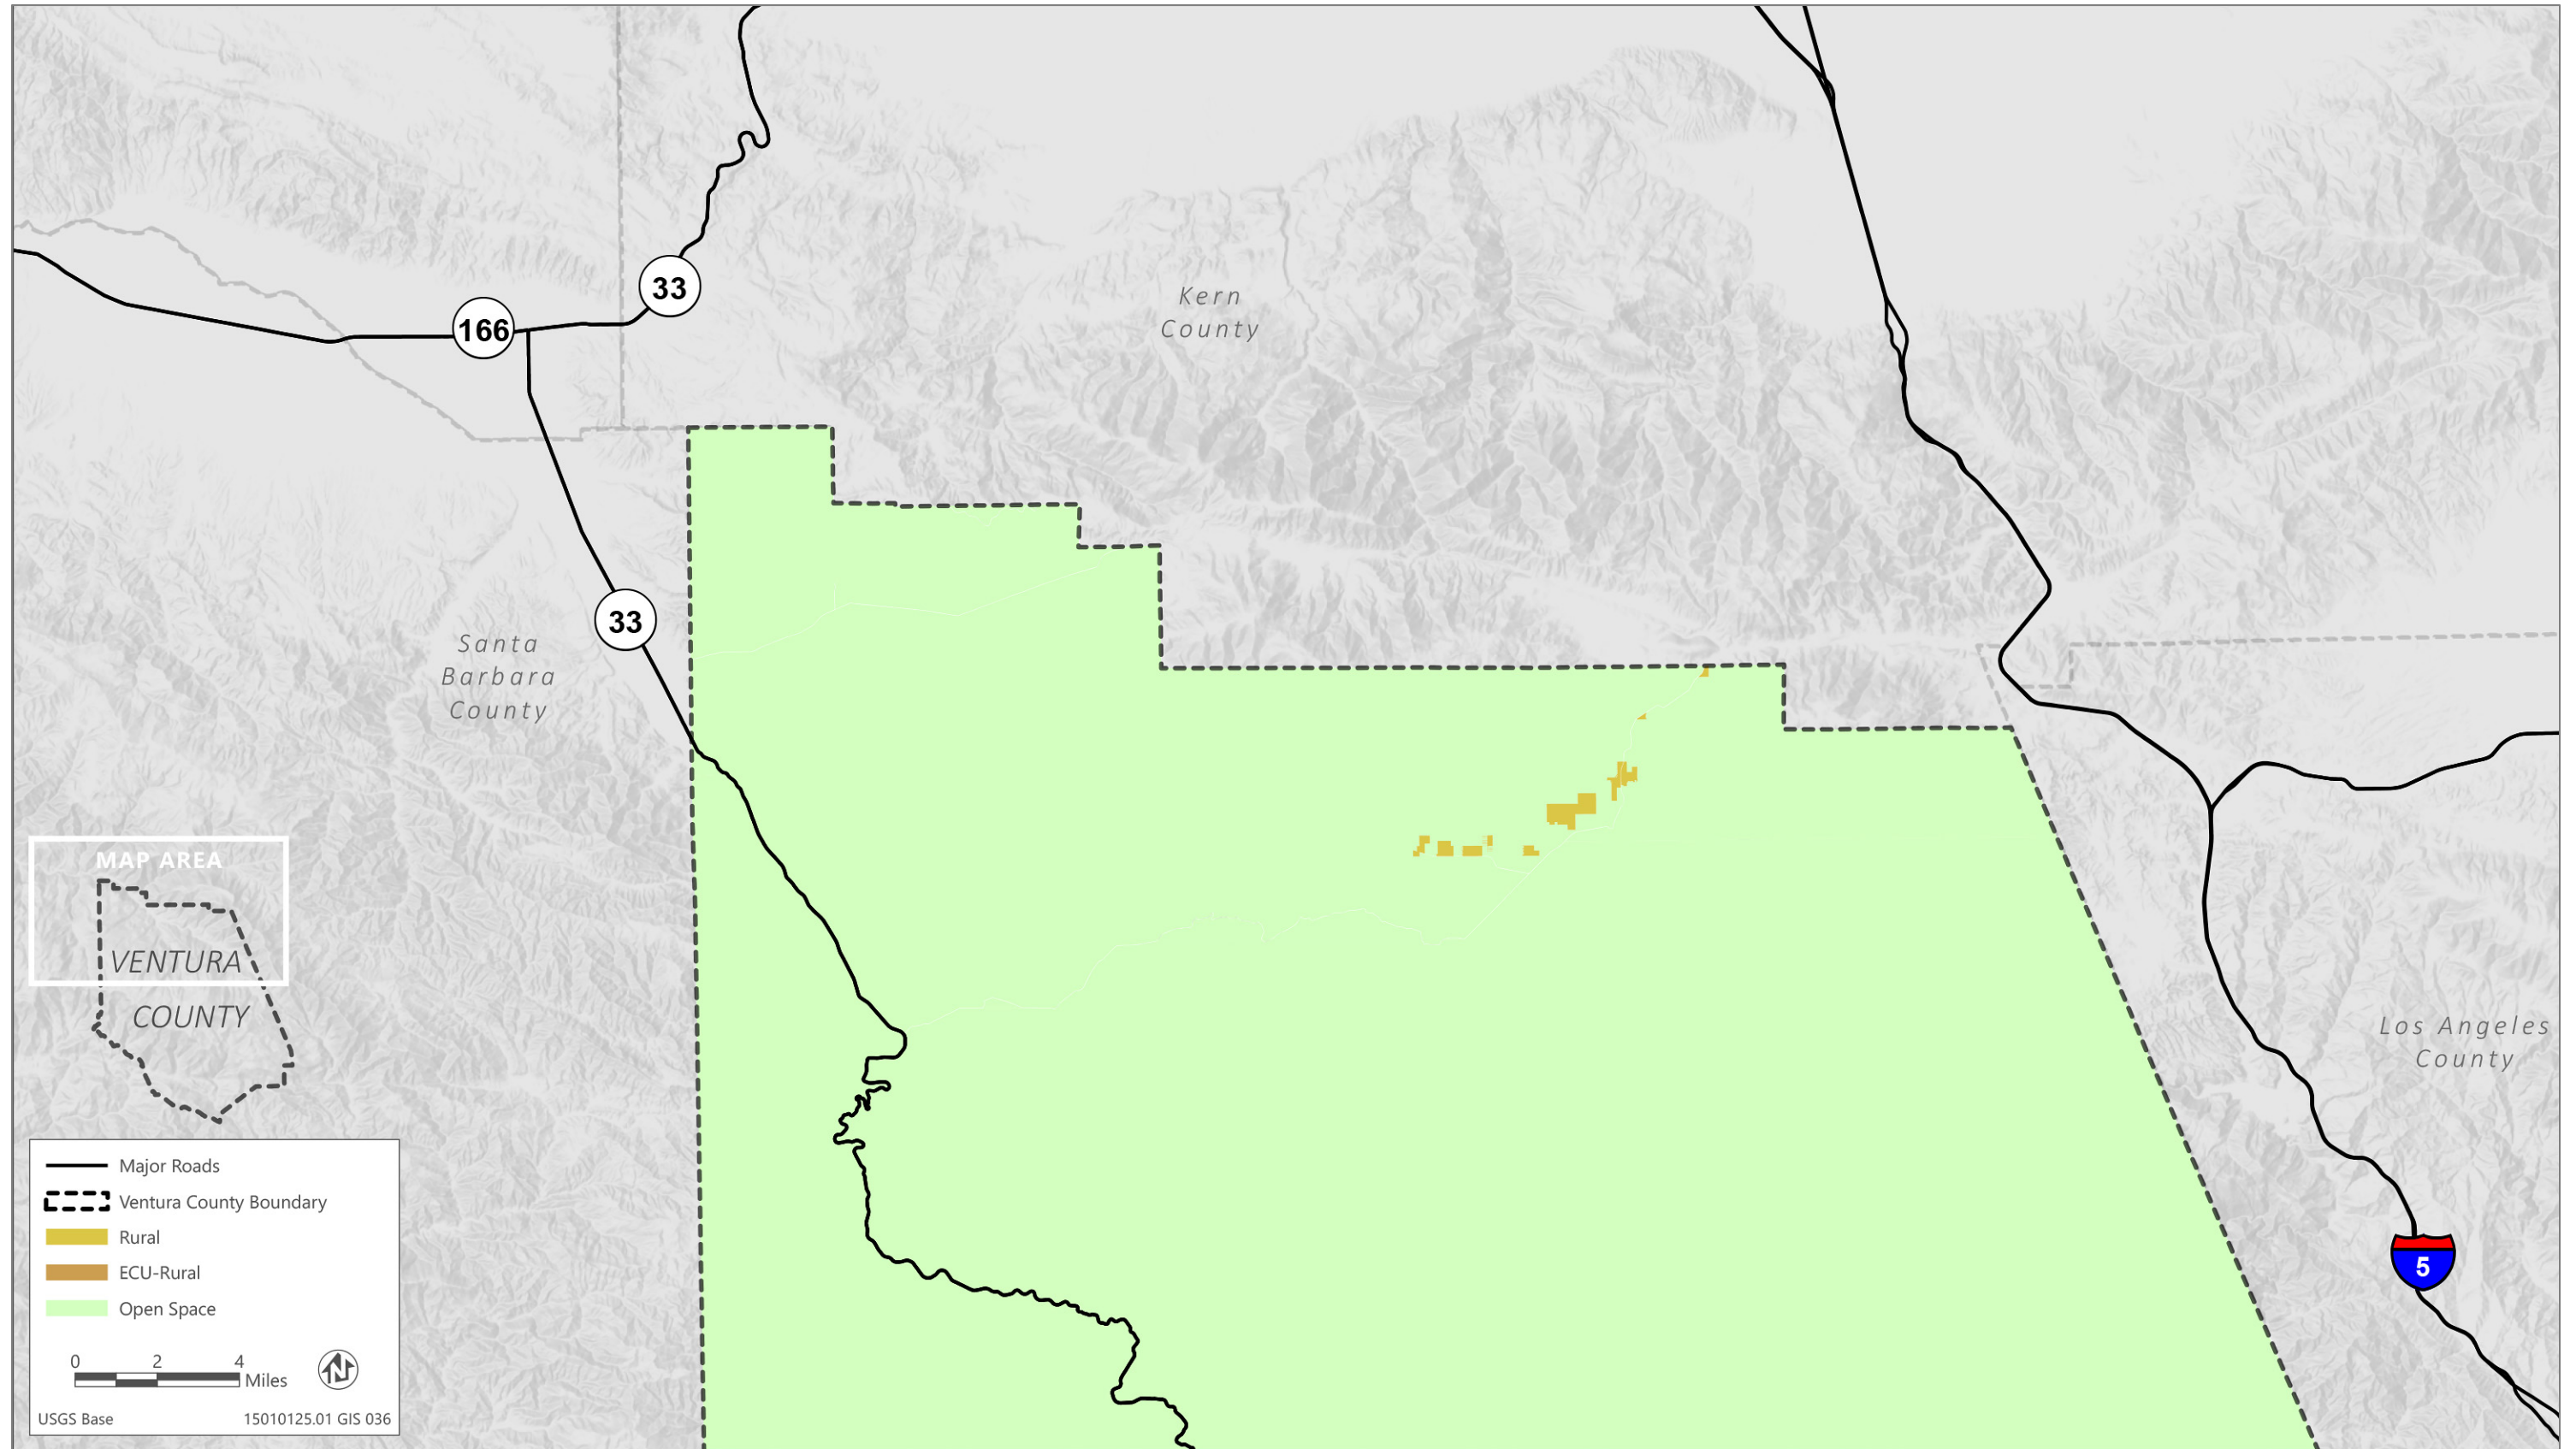 33
166
Kern
County
33
Santa
Barbara
County
MAP AREA
VENTURA
COUNTY
Los Angeles
County
5
Major Roads
Ventura County Boundary
Rural
ECU-Rural
Open Space
0 2 4
Miles
N
USGS Base 15010125.01 GIS 036